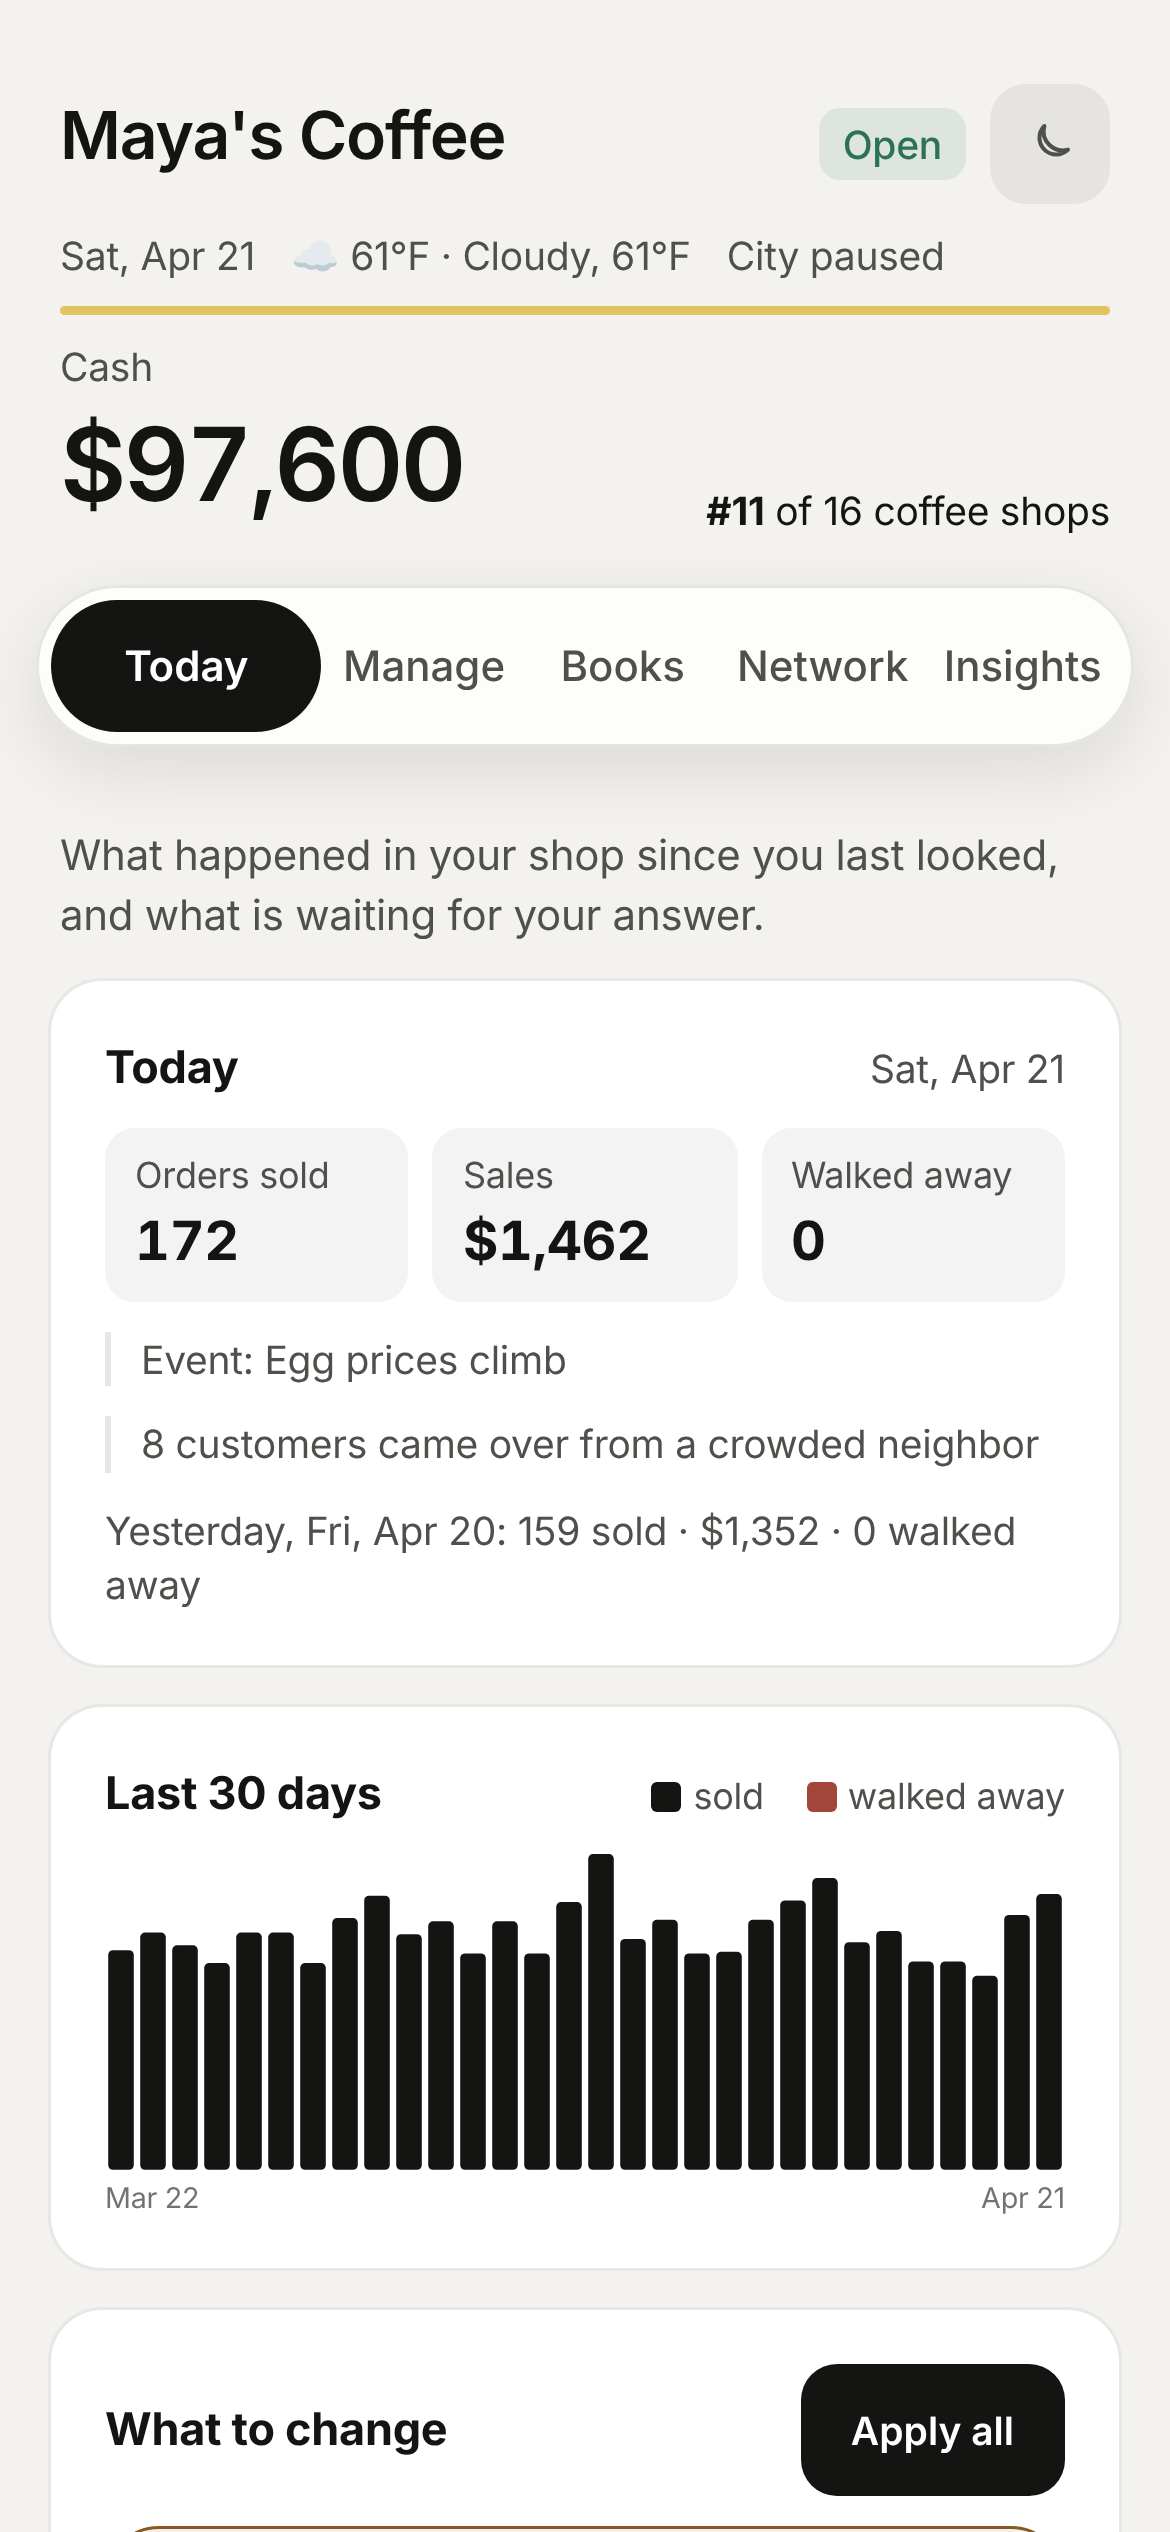 Maya's Coffee
Open
Sat, Apr 21 61°F · Cloudy, 61°F City paused
Cash
$97,600
#11 of 16 coffee shops
Today Manage Books Network Insights
What happened in your shop since you last looked,
and what is waiting for your answer.
Today Sat, Apr 21
Orders sold Sales Walked away
172 $1,462 0
Event: Egg prices climb
8 customers came over from a crowded neighbor
Yesterday, Fri, Apr 20: 159 sold · $1,352 · 0 walked
away
Last 30 days sold walked away
Mar 22 Apr 21
What to change Apply all